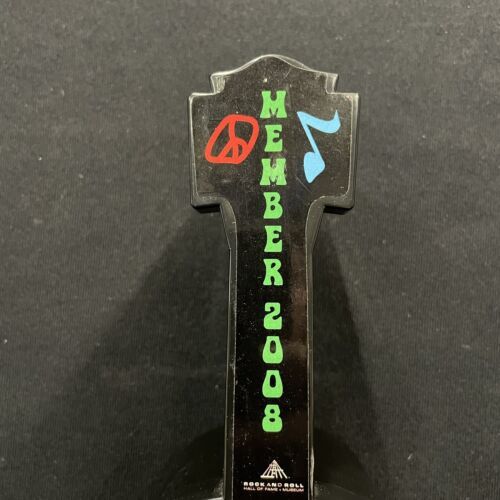 MEMBER 2008
ROCK AND ROLL
HALL OF FAME + MUSEUM